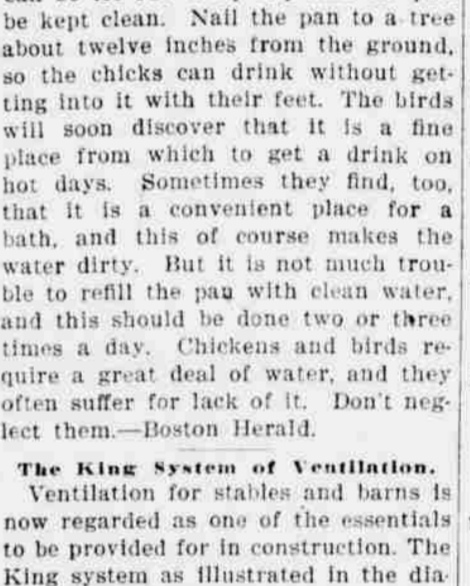 be kept clean. Nail the pan to a tree
about twelve inches from the ground,
so the chicks can drink without get-
ting into it with their feet. The birds
will soon discover that it is a fine
place from which to get a drink on
hot days. Sometimes they find, too,
that it is a convenient place for a
bath, and this of course makes the
water dirty. But it is not much trou-
ble to refill the pan with clean water,
and this should be done two or three
times a day. Chickens and birds re-
quire a great deal of water, and they
often suffer for lack of it. Don't neg-
lect them.—Boston Herald.
The King System of Ventilation.
Ventilation for stables and barns is
now regarded as one of the essentials
to be provided for in construction. The
King system as illustrated in the dia-